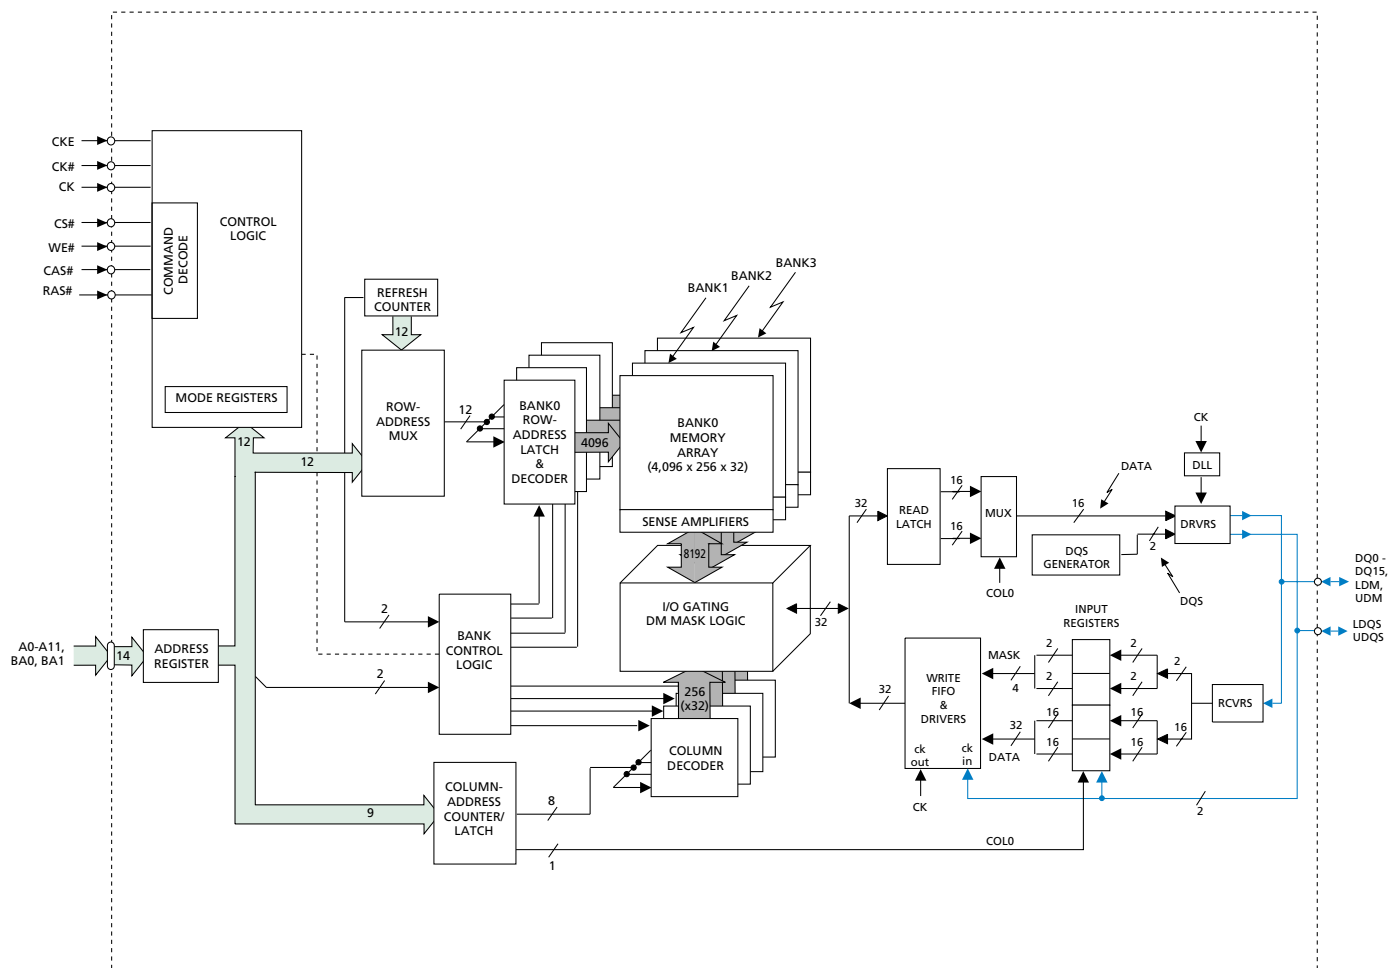 CKE
CK#
CK
CS#
WE#
CAS#
RAS#
COMMAND
DECODE
CONTROL
LOGIC
MODE REGISTERS
12
12
REFRESH
COUNTER
12
ROW-
ADDRESS
MUX
12
BANK0
ROW-
ADDRESS
LATCH
&
DECODER
4096
BANK1
BANK2
BANK3
BANK0
MEMORY
ARRAY
(4,096 x 256 x 32)
SENSE AMPLIFIERS
8192
I/O GATING
DM MASK LOGIC
256
(x32)
COLUMN
DECODER
2
BANK
CONTROL
LOGIC
2
A0-A11,
BA0, BA1
14
ADDRESS
REGISTER
9
COLUMN-
ADDRESS
COUNTER/
LATCH
8
1
COL0
32
32
READ
LATCH
16
16
MUX
COL0
16
DATA
CK
DLL
DRVRS
DQS
GENERATOR
2
DQS
DQ0 -
DQ15,
LDM,
UDM
LDQS
UDQS
INPUT
REGISTERS
32
WRITE
FIFO
&
DRIVERS
ck
out
ck
in
CK
MASK
4
32
DATA
2
2
16
16
2
2
16
16
2
16
RCVRS
2